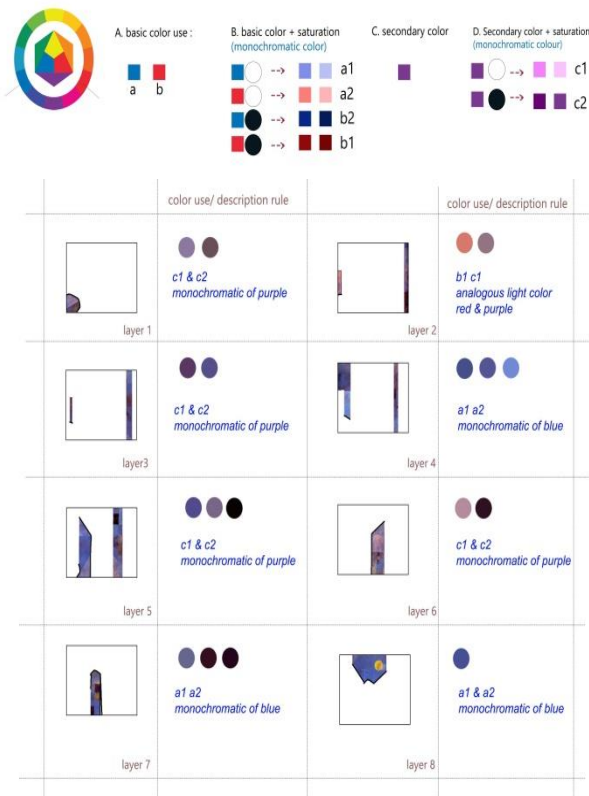 A. basic color use :
a b
B. basic color + saturation
(monochromatic color)
--> a1
--> a2
--> b2
--> b1
C. secondary color
D. Secondary color + saturation
(monochromatic colour)
--> c1
--> c2
color use/ description rule
color use/ description rule
c1 & c2
monochromatic of purple
layer 1
b1 c1
analogous light color
red & purple
layer 2
c1 & c2
monochromatic of purple
layer3
a1 a2
monochromatic of blue
layer 4
c1 & c2
monochromatic of purple
layer 5
c1 & c2
monochromatic of purple
layer 6
a1 a2
monochromatic of blue
layer 7
a1 & a2
monochromatic of blue
layer 8